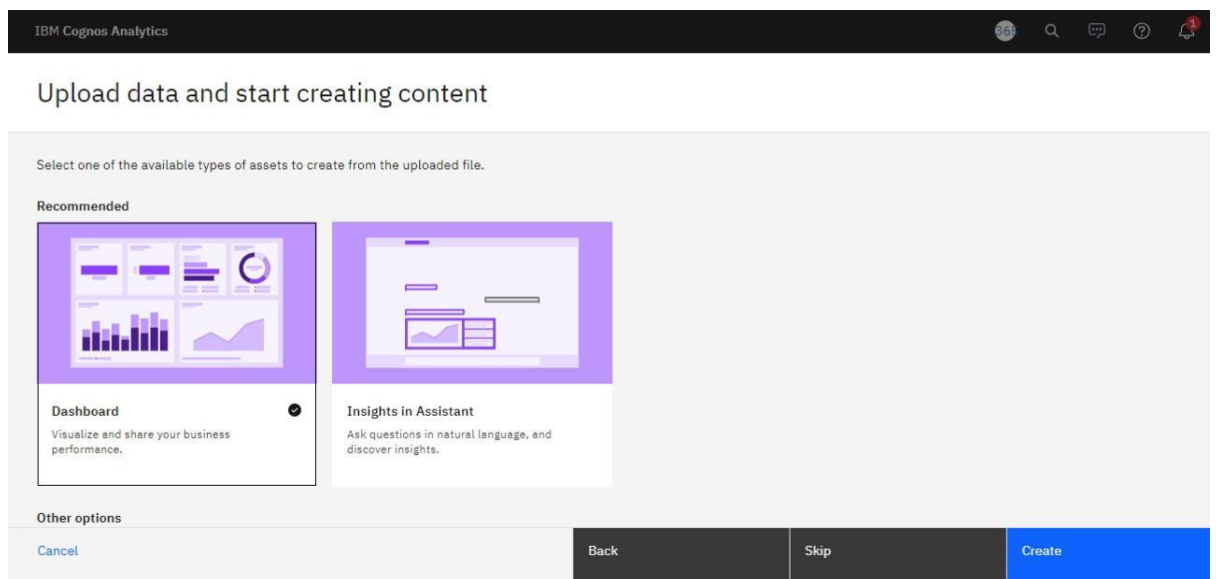 IBM Cognos Analytics
1
Upload data and start creating content
Select one of the available types of assets to create from the uploaded file.
Recommended
Dashboard
Visualize and share your business
performance.
Insights in Assistant
Ask questions in natural language, and
discover insights.
Other options
Cancel
Back
Skip
Create